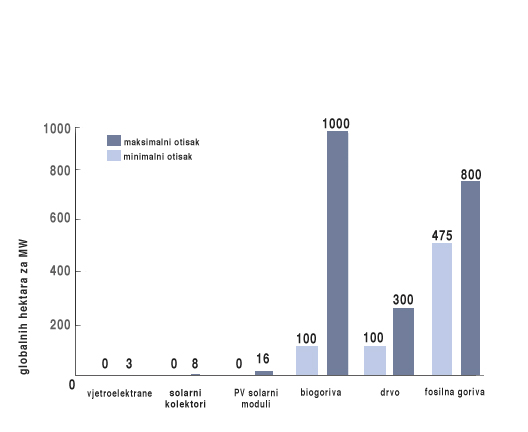 1000
800
600
400
200
0
globalnih hektara za MW
maksimalni otisak
minimalni otisak
0 3
0 8
0 16
100 1000
100 300
475 800
vjetroelektrane
solarni
kolektori
PV solarni
moduli
biogoriva
drvo
fosilna goriva